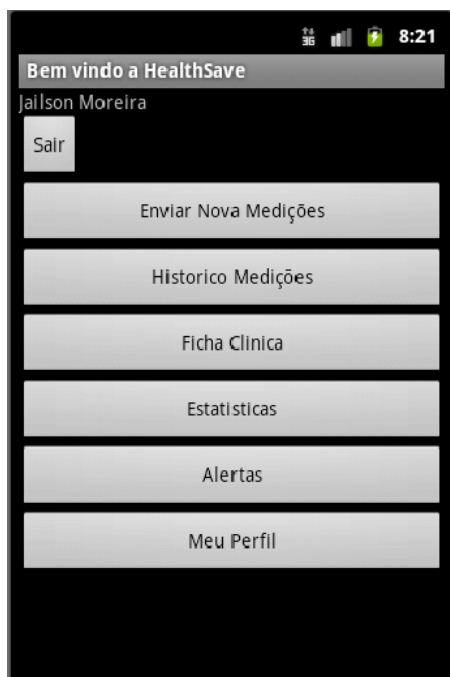 3G 8:21
Bem vindo a HealthSave
Jailson Moreira
Sair
Enviar Nova Medições
Historico Medições
Ficha Clinica
Estatisticas
Alertas
Meu Perfil